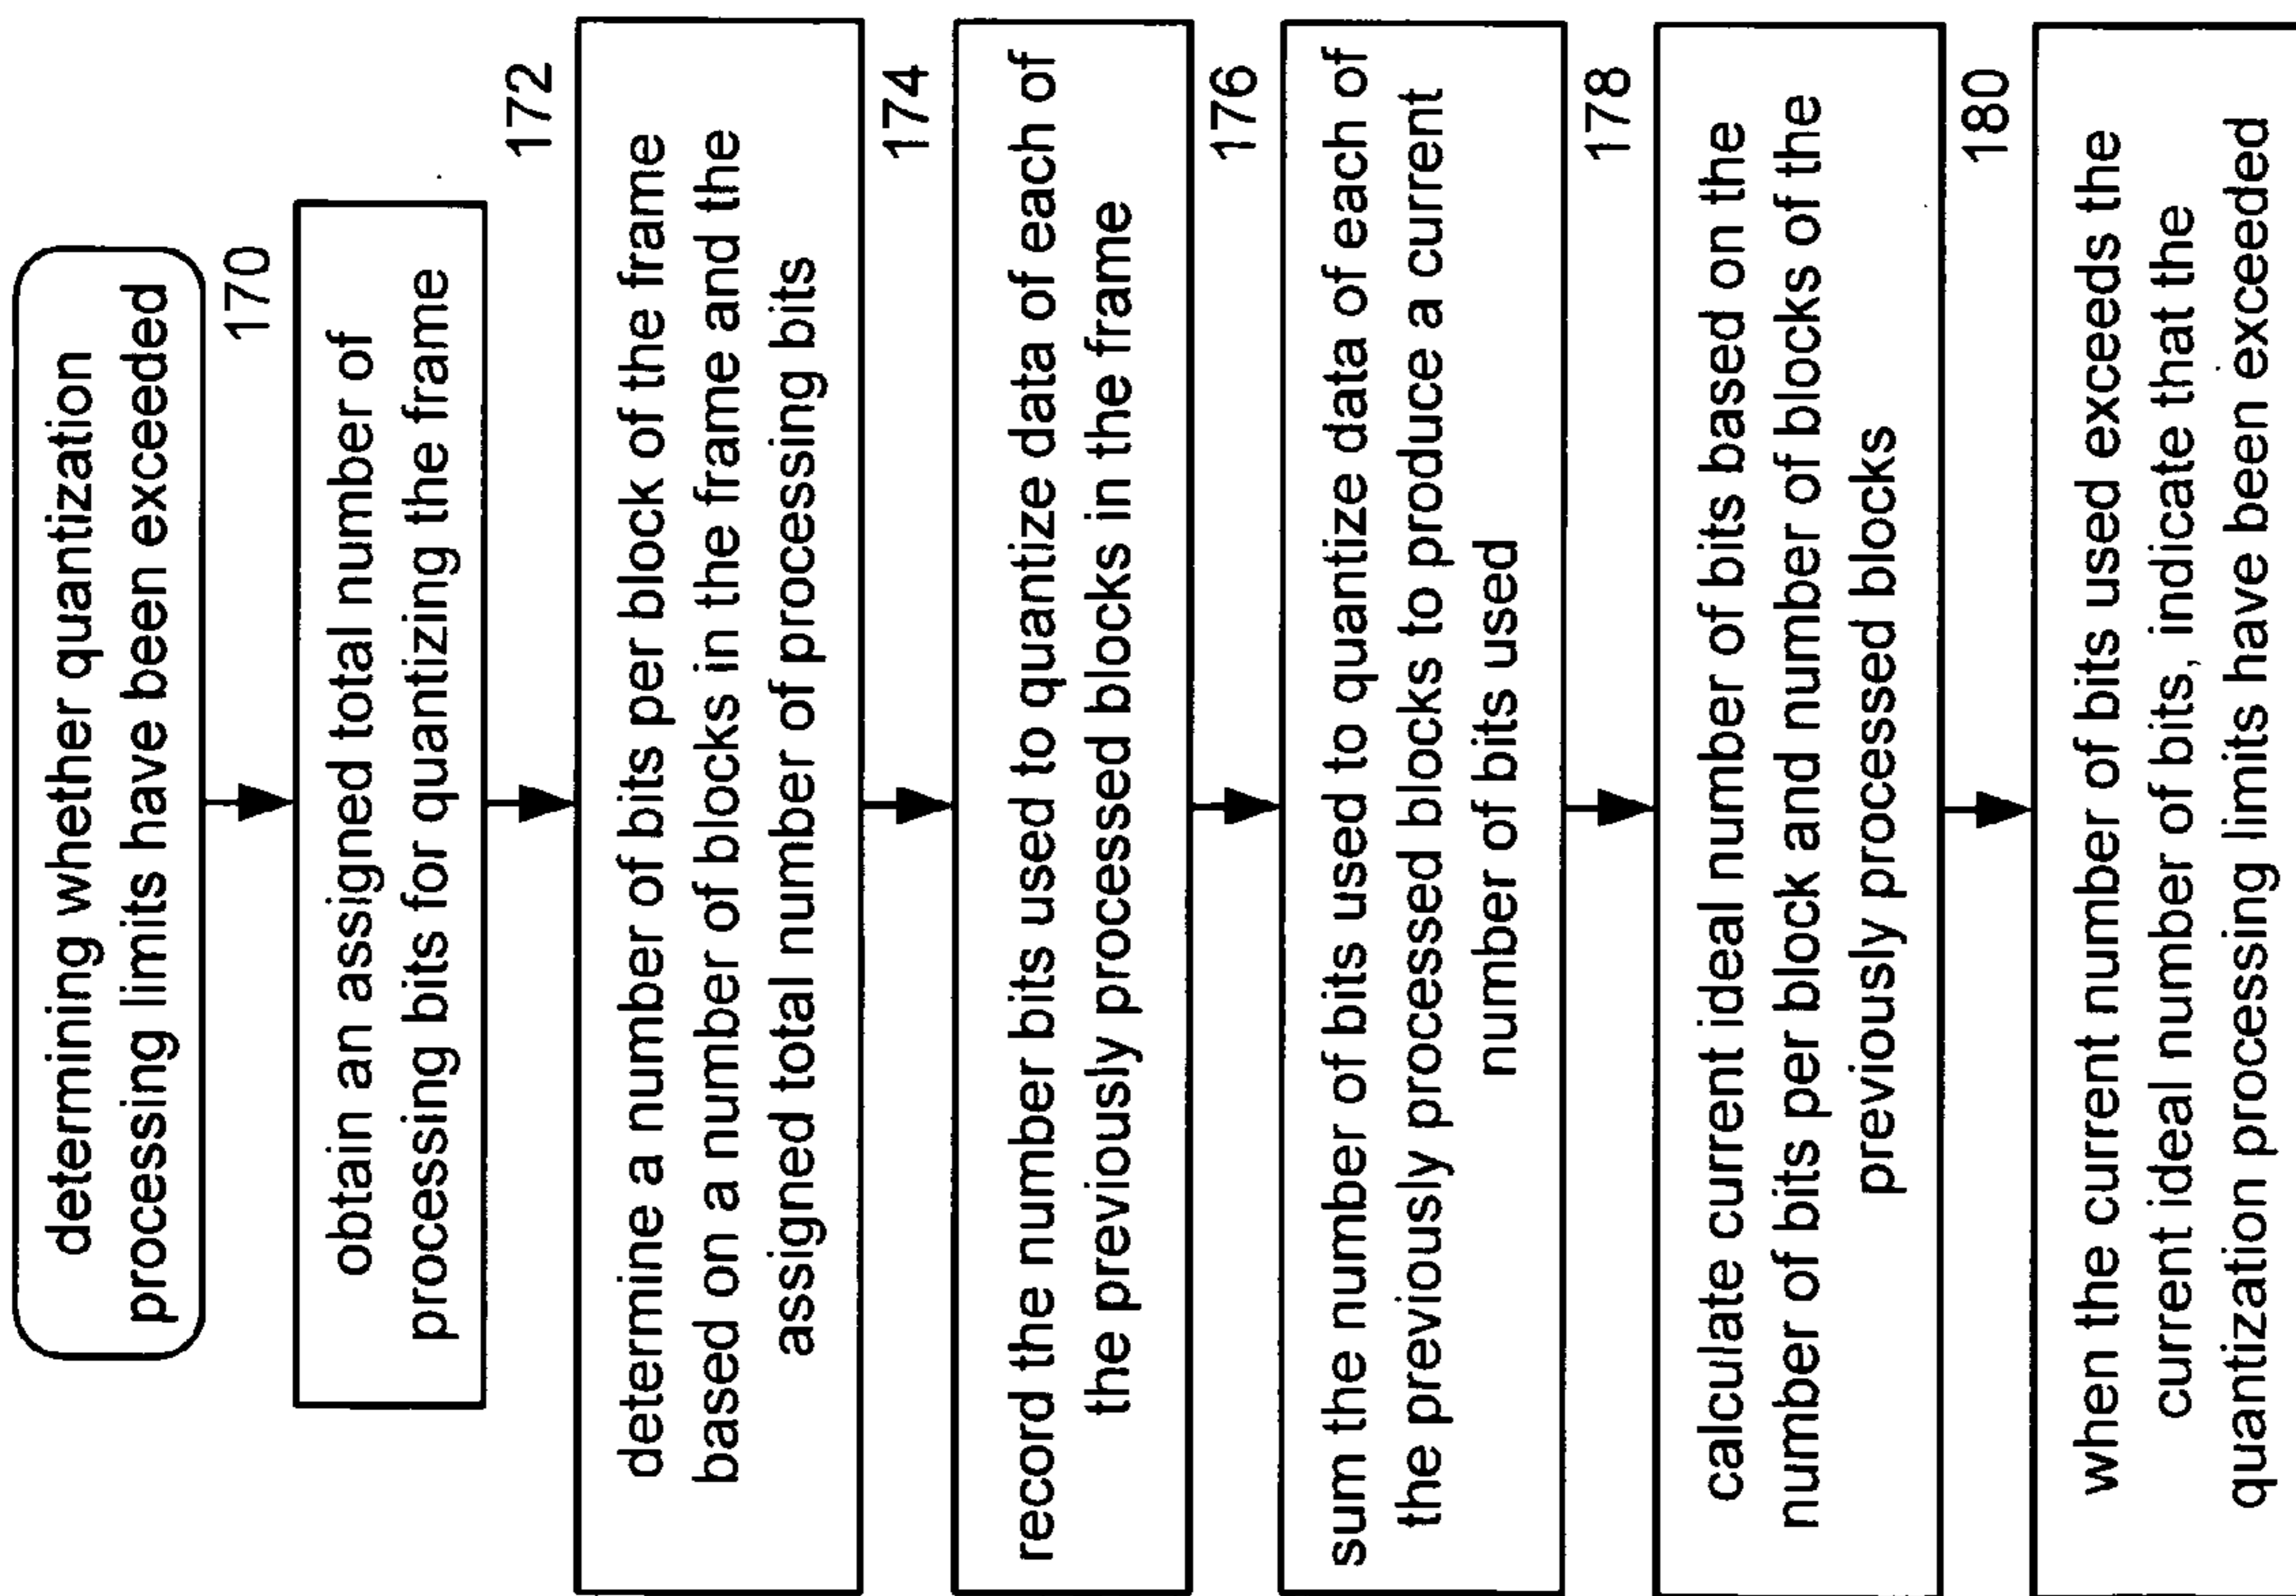 determining whether quantization
processing limits have been exceeded
170
obtain an assigned total number of
processing bits for quantizing the frame
172
determine a number of bits per block of the frame
based on a number of blocks in the frame and the
assigned total number of processing bits
174
record the number bits used to quantize data of each of
the previously processed blocks in the frame
176
sum the number of bits used to quantize data of each of
the previously processed blocks to produce a current
number of bits used
178
calculate current ideal number of bits based on the
number of bits per block and number of blocks of the
previously processed blocks
180
when the current number of bits used exceeds the
current ideal number of bits, indicate that the
quantization processing limits have been exceeded